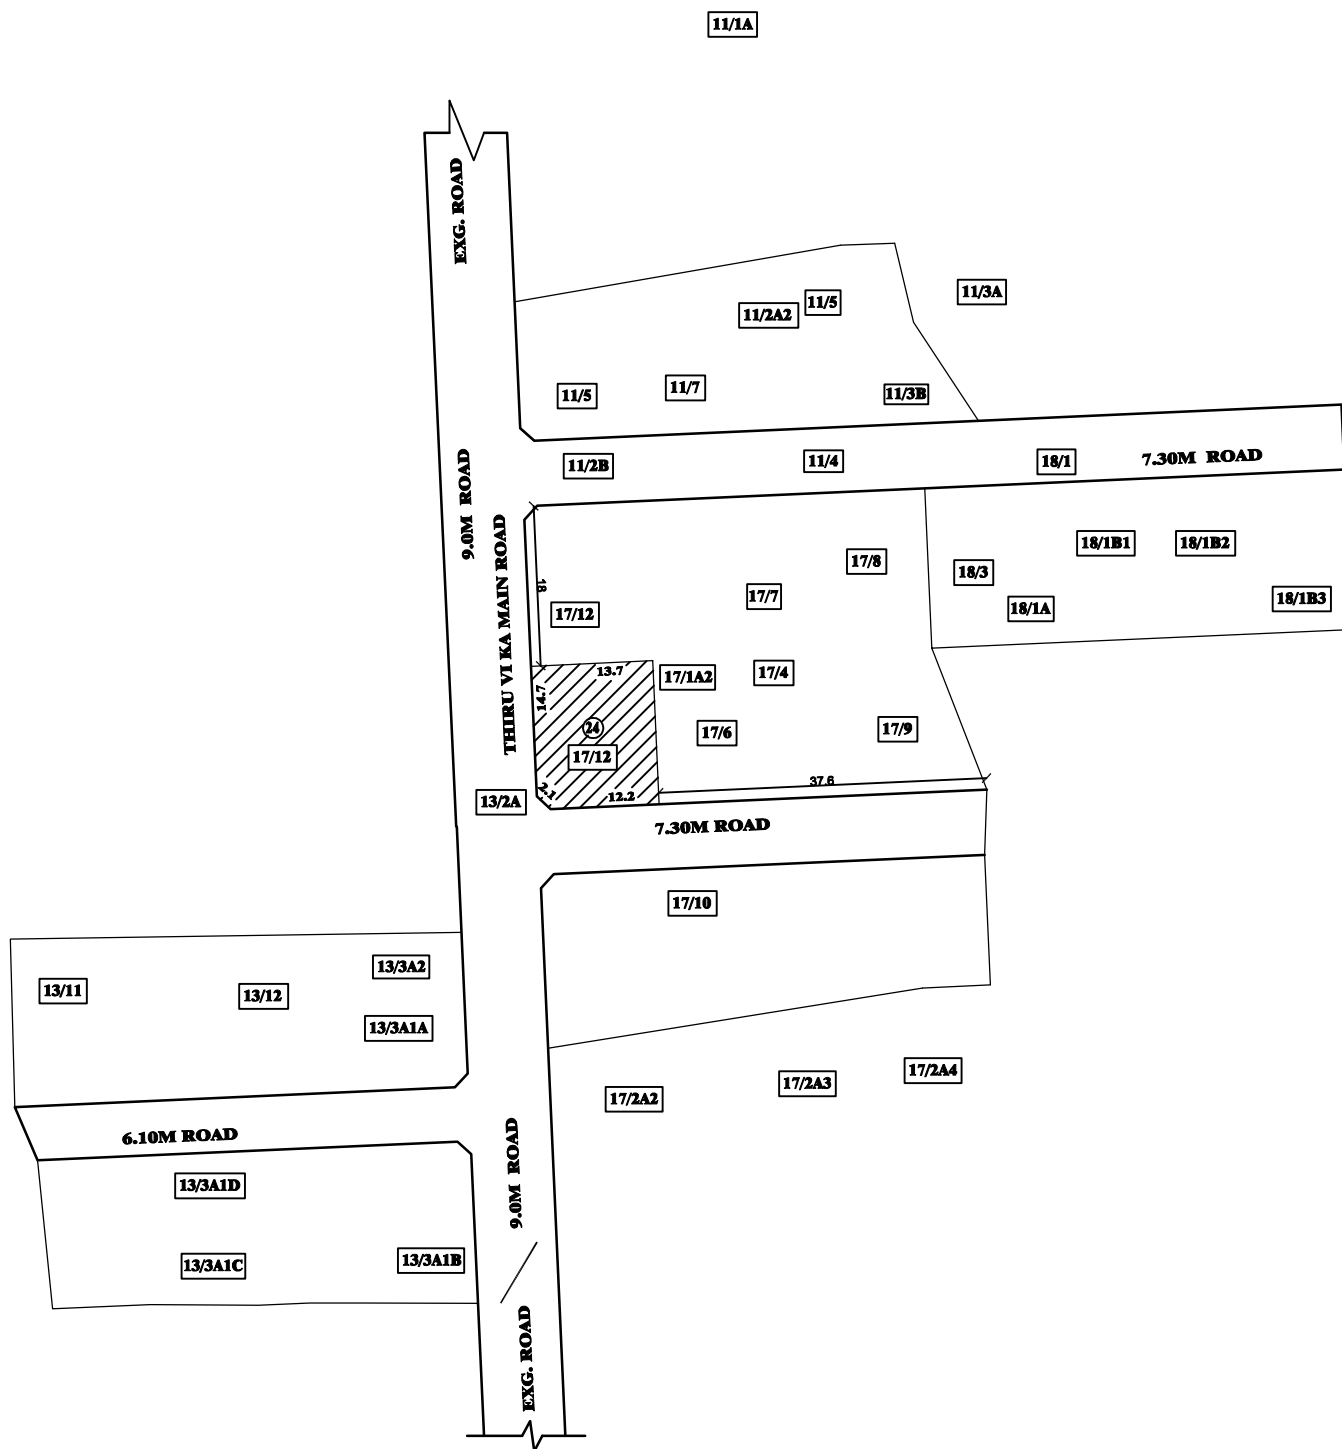 11/1A
EXG. ROAD
11/3A
11/5
11/2A2
11/7
11/5
11/3B
7.30M ROAD
11/2B
11/4
18/1
9.0M ROAD
THIRU VI KA MAIN ROAD
18
17/8
18/1B1
18/1B2
18/3
18/1A
18/1B3
17/7
17/12
13.7
17/1A2
17/4
14.7
24
17/12
17/6
17/9
2.1
12.2
37.6
13/2A
7.30M ROAD
17/10
13/3A2
13/11
13/12
13/3A1A
17/2A2
17/2A3
17/2A4
6.10M ROAD
9.0M ROAD
13/3A1D
13/3A1C
13/3A1B
EXG. ROAD